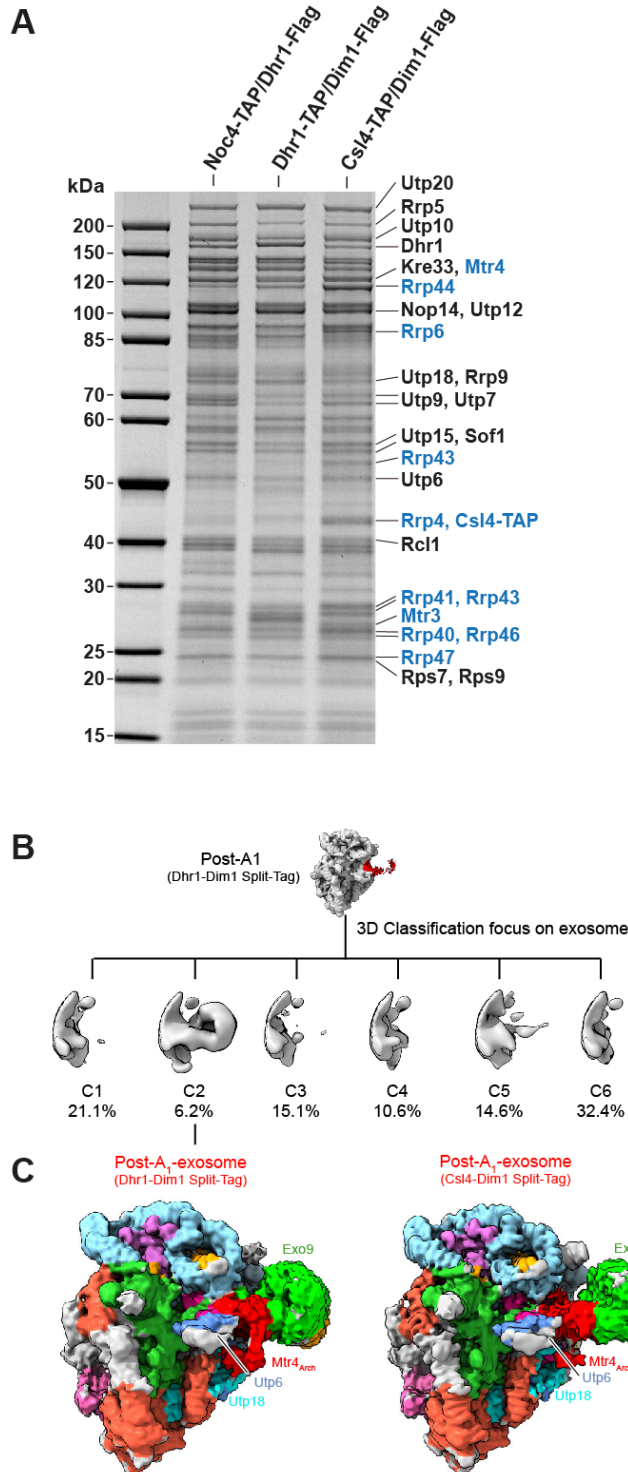 A
Noc4-TAP/Dhr1-Flag
Dhr1-TAP/Dim1-Flag
Csl4-TAP/Dim1-Flag
kDa
200
150
120
100
85
70
60
50
40
30
25
20
15
Utp20
Rrp5
Utp10
Dhr1
Kre33, Mtr4
Rrp44
Nop14, Utp12
Rrp6
Utp18, Rrp9
Utp9, Utp7
Utp15, Sof1
Rrp43
Utp6
Rrp4, Csl4-TAP
Rcl1
Rrp41, Rrp43
Mtr3
Rrp40, Rrp46
Rrp47
Rps7, Rps9
B
Post-A1
(Dhr1-Dim1 Split-Tag)
3D Classification focus on exosome
C1 C2 C3 C4 C5 C6
21.1% 6.2% 15.1% 10.6% 14.6% 32.4%
C
Post-A1-exosome
(Dhr1-Dim1 Split-Tag)
Exo9
Mtr4Arch
Utp6
Utp18
Post-A1-exosome
(Csl4-Dim1 Split-Tag)
Ex
Mtr4Arch
Utp6
Utp18